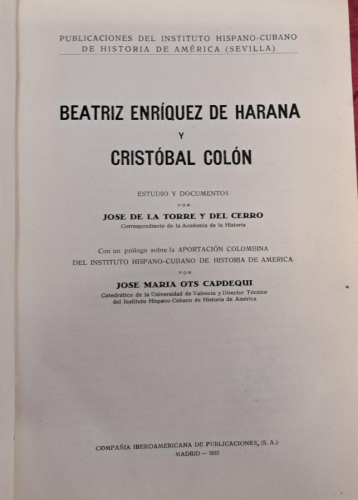 PUBLICACIONES DEL INSTITUTO HISPANO-CUBANO
DE HISTORIA DE AMÉRICA (SEVILLA)
BEATRIZ ENRÍQUEZ DE HARANA
Y
CRISTÓBAL COLÓN
ESTUDIO Y DOCUMENTOS
POR
JOSE DE LA TORRE Y DEL CERRO
Correspondiente de la Academia de la Historia
Con un prólogo sobre la APORTACIÓN COLOMBINA
DEL INSTITUTO HISPANO-CUBANO DE HISTORIA DE AMERICA
POR
JOSE MARIA OTS CAPDEQUI
Catedrático de la Universidad de Valencia y Director Técnico
del Instituto Hispano Cubano de Historia de América
COMPAÑIA IBEROAMERICANA DE PUBLICACIONES, (S. A.)
MADRID —